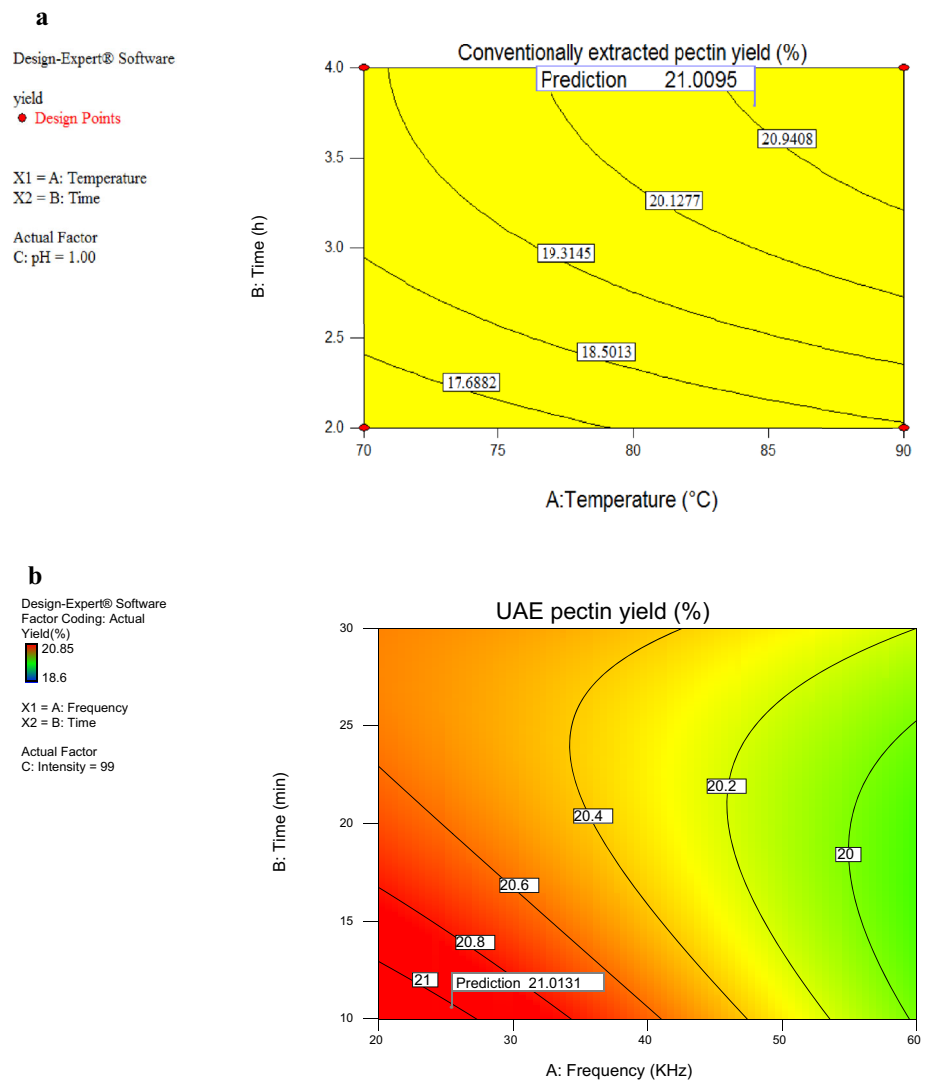 a
Design-Expert® Software
yield
Design Points
X1 = A: Temperature
X2 = B: Time
Actual Factor
C: pH = 1.00
Conventionally extracted pectin yield (%)
Prediction 21.0095
20.9408
20.1277
19.3145
18.5013
17.6882
4.0
3.5
3.0
2.5
2.0
B: Time (h)
70 75 80 85 90
A:Temperature (°C)
b
Design-Expert® Software
Factor Coding: Actual
Yield(%)
20.85
18.6
X1 = A: Frequency
X2 = B: Time
Actual Factor
C: Intensity = 99
UAE pectin yield (%)
30
25
20
15
10
B: Time (min)
20.2
20.4
20
20.6
20.8
21
Prediction 21.0131
20 30 40 50 60
A: Frequency (KHz)